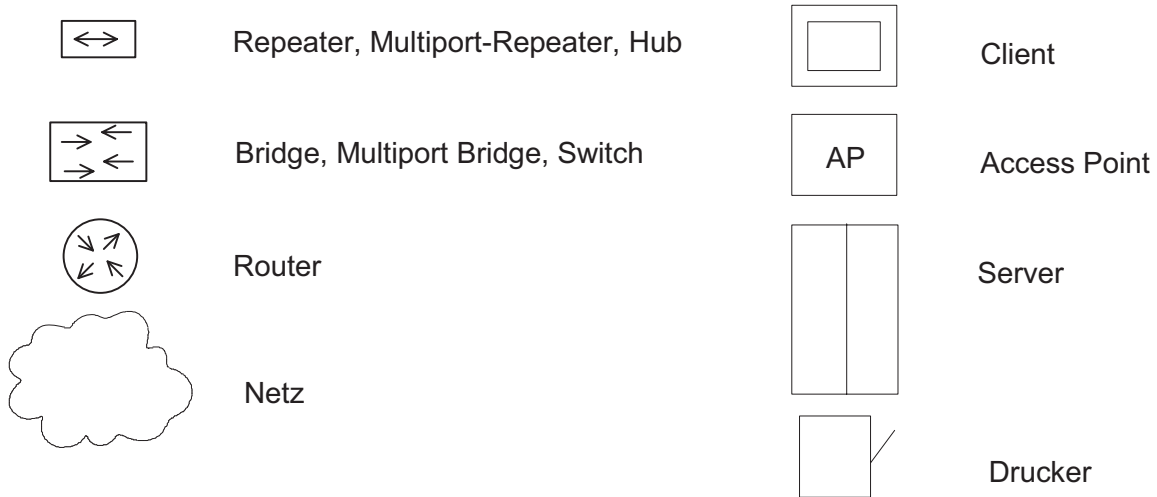 Repeater, Multiport-Repeater, Hub
Bridge, Multiport Bridge, Switch
Router
Netz
Client
AP
Access Point
Server
Drucker